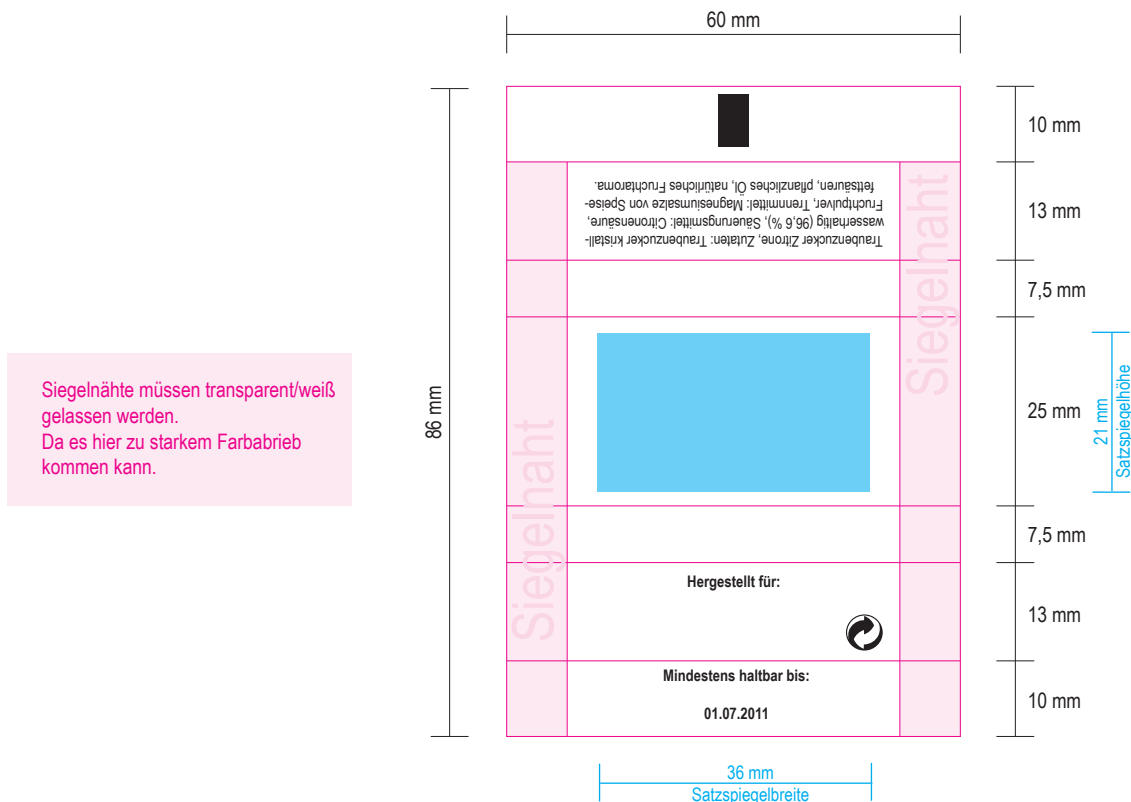 60 mm
10 mm
Traubenzucker Zitrone, Zutaten: Traubenzucker kristall-
wasserhaltig (96,6 %), Säuerungsmittel: Citronensäure,
Fruchtpulver, Trennmittel: Magnesiumsalze von Speise-
fettsäuren, pflanzliches Öl, natürliches Fruchtaroma.
Siegelnaht
13 mm
7,5 mm
Siegelnähte müssen transparent/weiß
gelassen werden.
Da es hier zu starkem Farbabrieb
kommen kann.
86 mm
25 mm
21 mm
Satzspiegelhöhe
Siegelnaht
7,5 mm
Hergestellt für:
13 mm
Mindestens haltbar bis:
01.07.2011
10 mm
36 mm
Satzspiegelbreite